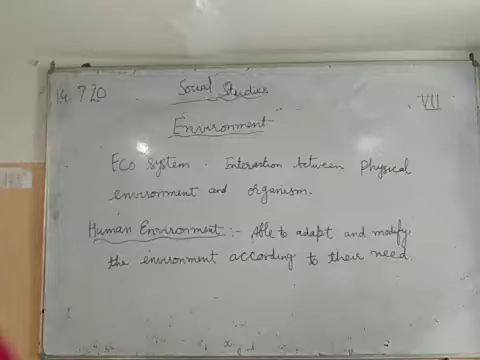 14.7.20
Social Studies
VII
Environment
Eco system. Interaction between physical
environment and organism.
Human Environment:- Able to adapt and modify
the environment according to their need